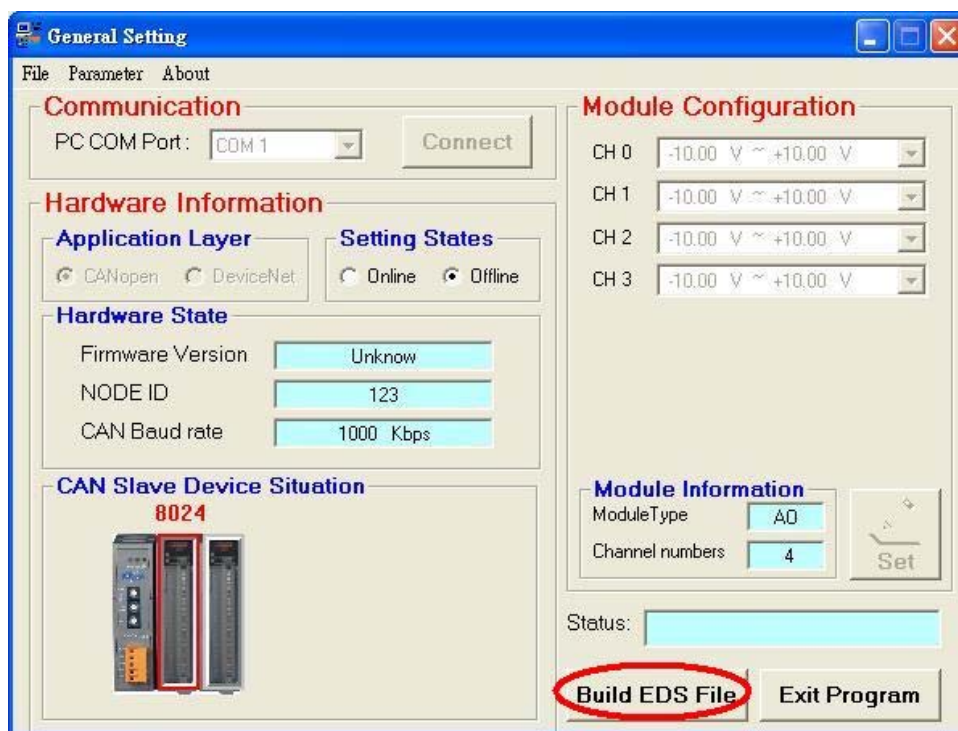 General Setting
File Parameter About
Communication
PC COM Port : COM 1 Connect
Hardware Information
Application Layer
CANopen DeviceNet
Setting States
Online Offline
Hardware State
Firmware Version Unknow
NODE ID 123
CAN Baud rate 1000 Kbps
CAN Slave Device Situation
8024
Module Configuration
CH 0 -10.00 V ~ +10.00 V
CH 1 -10.00 V ~ +10.00 V
CH 2 -10.00 V ~ +10.00 V
CH 3 -10.00 V ~ +10.00 V
Module Information
ModuleType AO
Channel numbers 4
Set
Status:
Build EDS File Exit Program